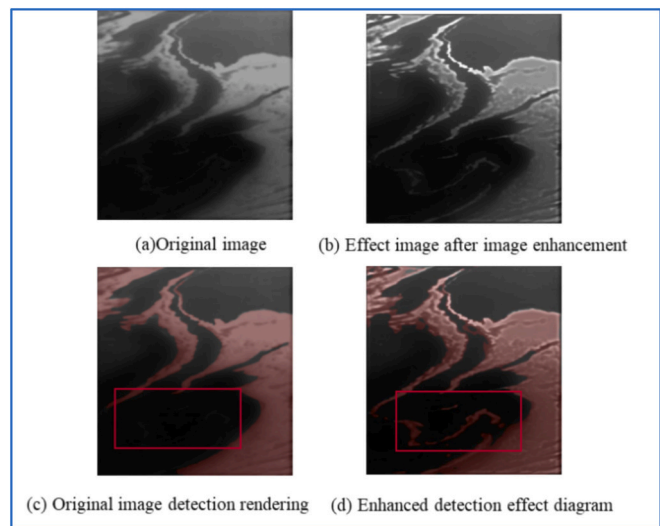 (a)Original image
(b) Effect image after image enhancement
(c) Original image detection rendering
(d) Enhanced detection effect diagram